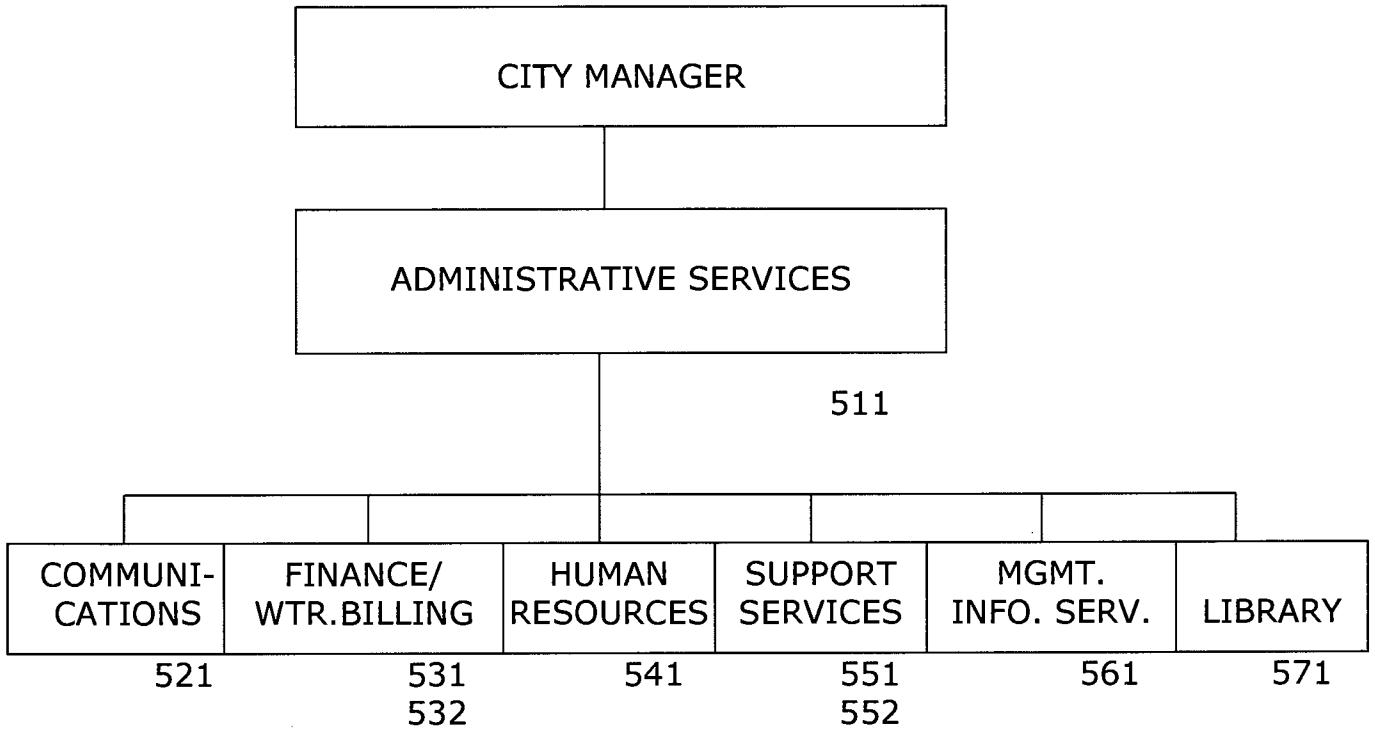 CITY MANAGER
ADMINISTRATIVE SERVICES
511
COMMUNI-
CATIONS
521
FINANCE/
WTR.BILLING
531
532
HUMAN
RESOURCES
541
SUPPORT
SERVICES
551
552
MGMT.
INFO. SERV.
561
LIBRARY
571